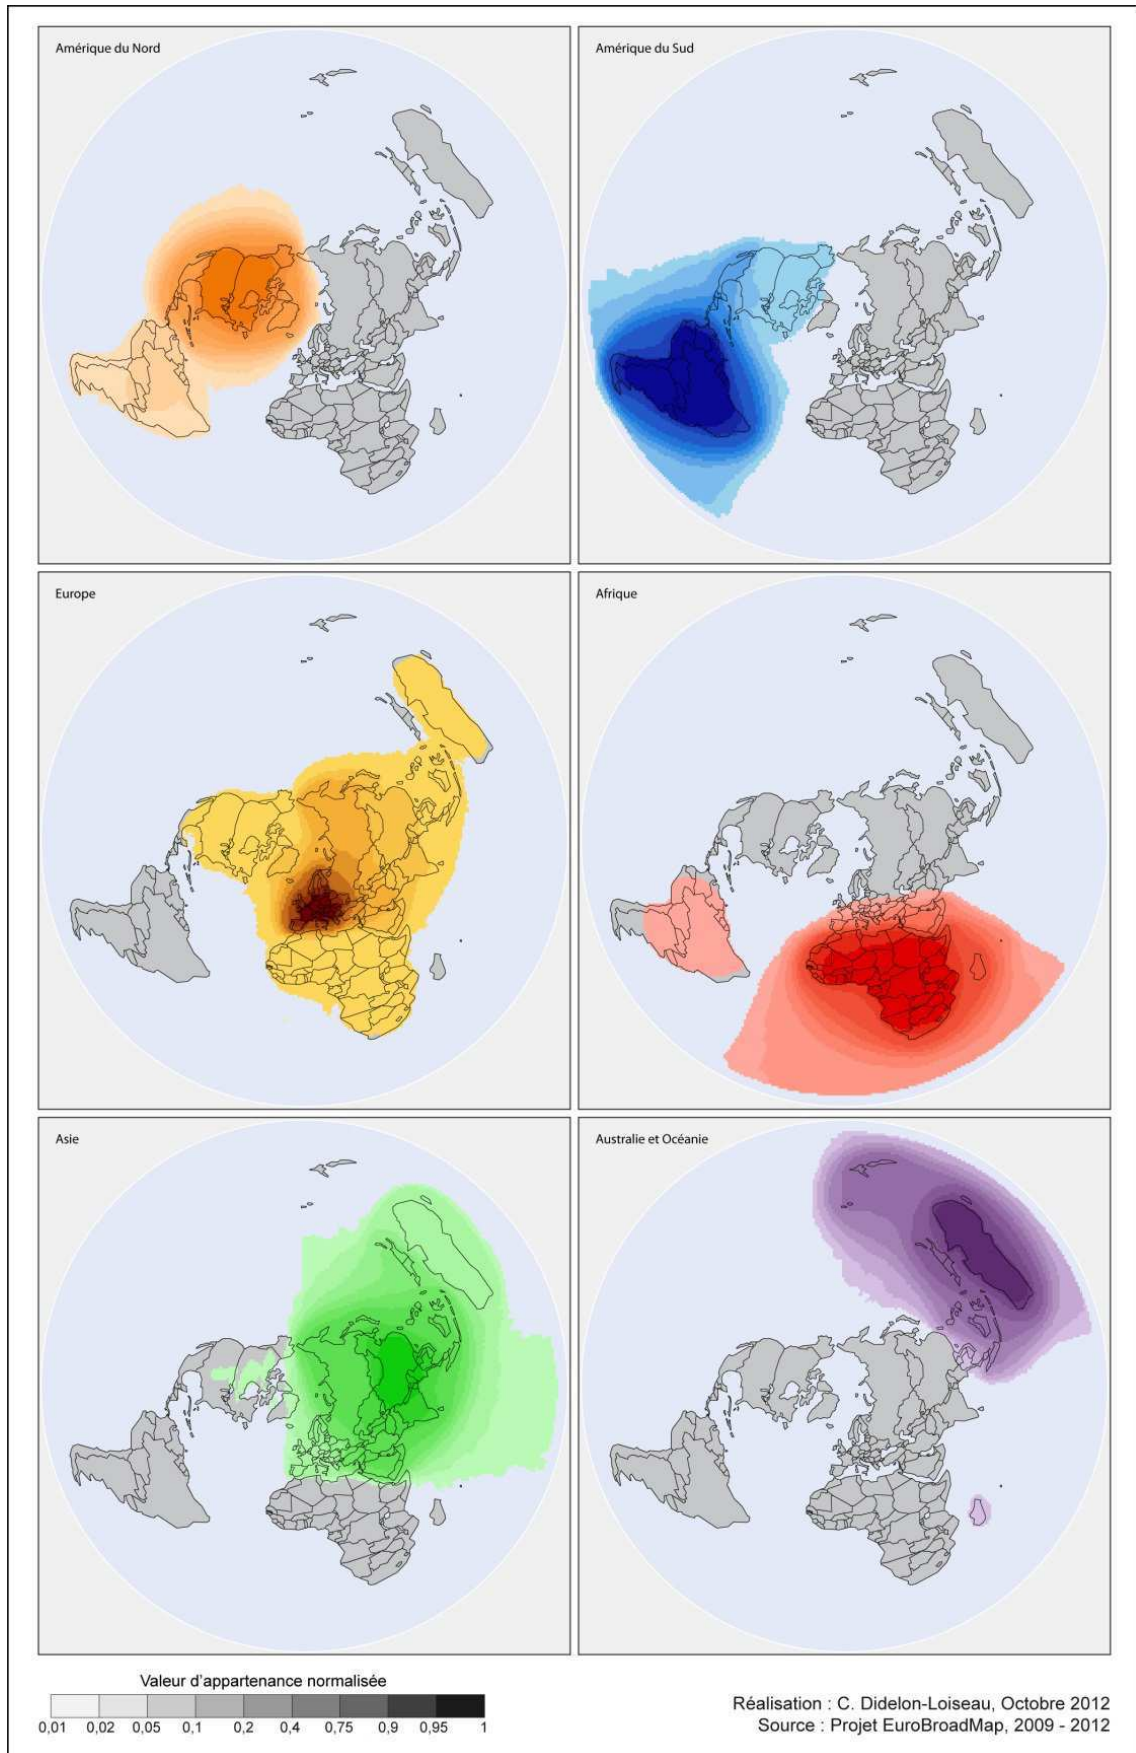 Amérique du Nord
Amérique du Sud
Europe
Afrique
Asie
Australie et Océanie
Valeur d'appartenance normalisée
0,01 0,02 0,05 0,1 0,2 0,4 0,75 0,9 0,95 1
Réalisation : C. Didelon-Loiseau, Octobre 2012
Source : Projet EuroBroadMap, 2009 - 2012